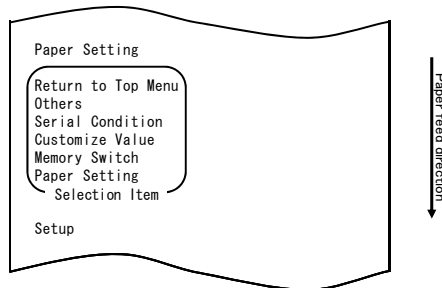 Paper Setting
Return to Top Menu
Others
Serial Condition
Customize Value
Memory Switch
Paper Setting
Selection Item
Setup
Paper feed direction